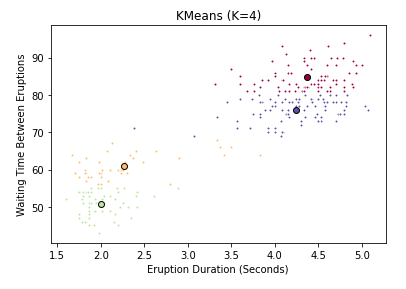 KMeans (K=4)
Waiting Time Between Eruptions
90
80
70
60
50
1.5 2.0 2.5 3.0 3.5 4.0 4.5 5.0
Eruption Duration (Seconds)